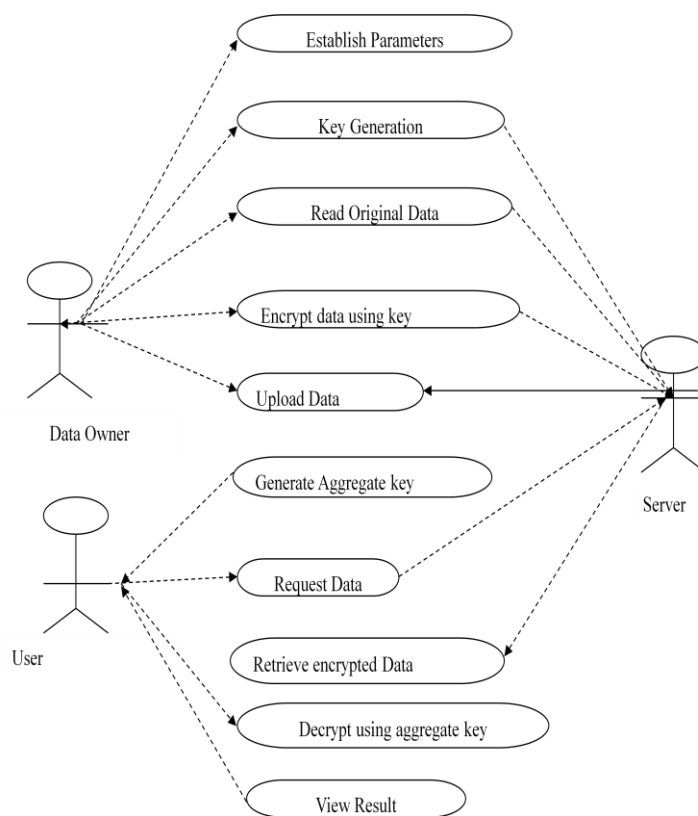 Establish Parameters
Key Generation
Read Original Data
Encrypt data using key
Upload Data
Data Owner
Generate Aggregate key
Server
Request Data
User
Retrieve encrypted Data
Decrypt using aggregate key
View Result